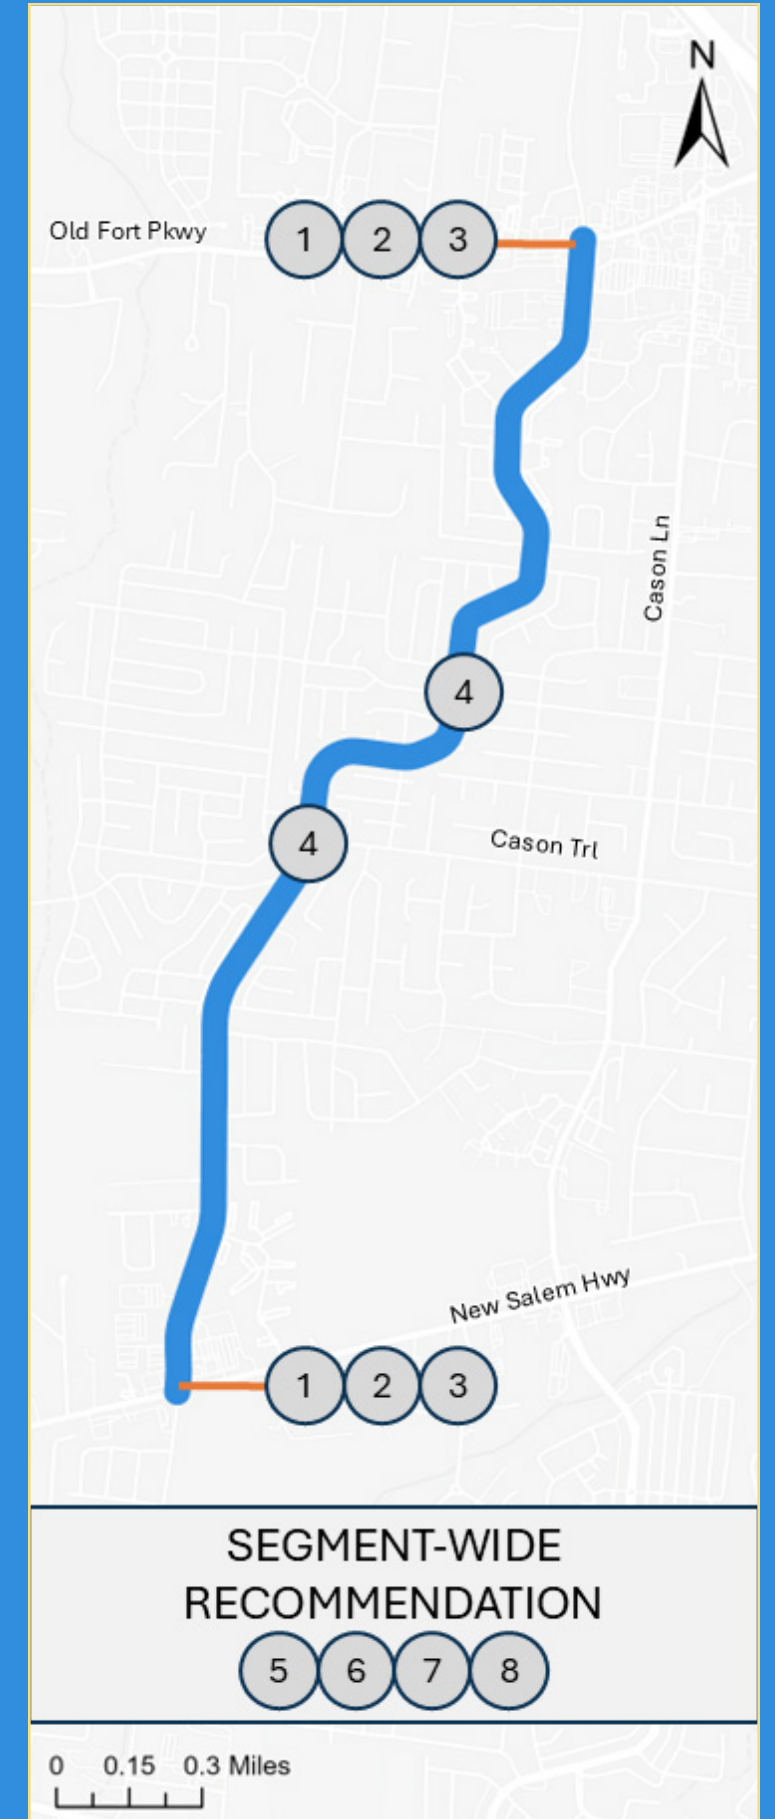 N
Old Fort Pkwy
1 2 3
Cason Ln
4
4
Cason Trl
New Salem Hwy
1 2 3
SEGMENT-WIDE
RECOMMENDATION
5 6 7 8
0 0.15 0.3 Miles